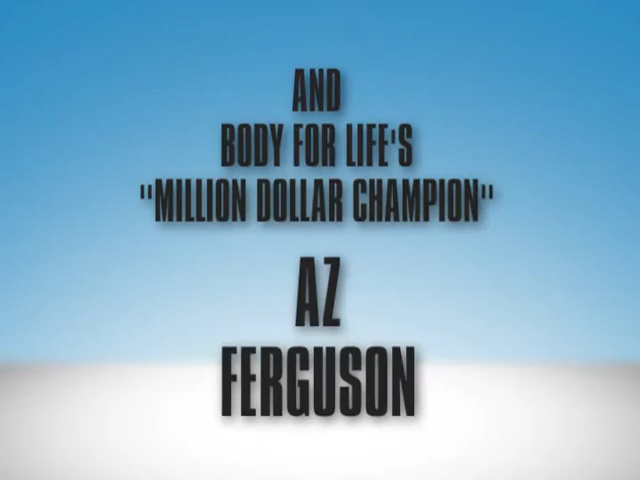 AND
BODY FOR LIFE'S
"MILLION DOLLAR CHAMPION"
AZ
FERGUSON